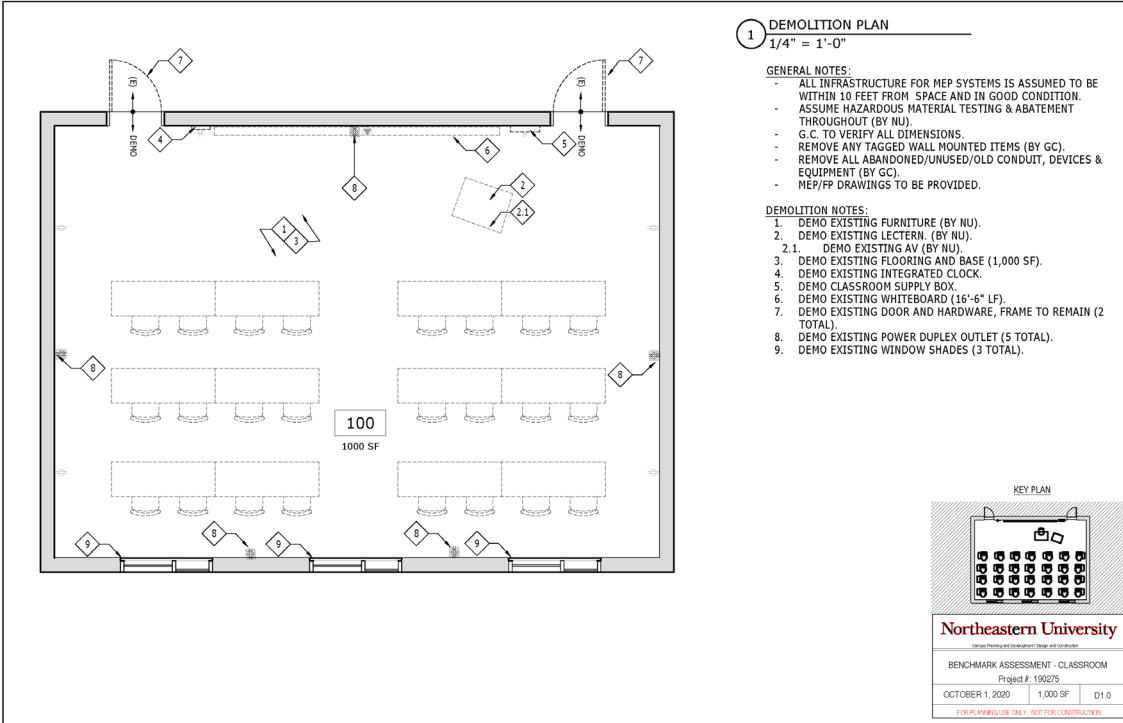 1
DEMOLITION PLAN
1/4" = 1'-0"
GENERAL NOTES:
- ALL INFRASTRUCTURE FOR MEP SYSTEMS IS ASSUMED TO BE
WITHIN 10 FEET FROM SPACE AND IN GOOD CONDITION.
- ASSUME HAZARDOUS MATERIAL TESTING & ABATEMENT
THROUGHOUT (BY NU).
- G.C. TO VERIFY ALL DIMENSIONS.
- REMOVE ANY TAGGED WALL MOUNTED ITEMS (BY GC).
- REMOVE ALL ABANDONED/UNUSED/OLD CONDUIT, DEVICES &
EQUIPMENT (BY GC).
- MEP/FP DRAWINGS TO BE PROVIDED.
DEMOLITION NOTES:
1. DEMO EXISTING FURNITURE (BY NU).
2. DEMO EXISTING LECTERN. (BY NU).
2.1. DEMO EXISTING AV (BY NU).
3. DEMO EXISTING FLOORING AND BASE (1,000 SF).
4. DEMO EXISTING INTEGRATED CLOCK.
5. DEMO CLASSROOM SUPPLY BOX.
6. DEMO EXISTING WHITEBOARD (16'-6" LF).
7. DEMO EXISTING DOOR AND HARDWARE, FRAME TO REMAIN (2
TOTAL).
8. DEMO EXISTING POWER DUPLEX OUTLET (5 TOTAL).
9. DEMO EXISTING WINDOW SHADES (3 TOTAL).
7
7
(E)
(E)
DEMO
DEMO
4
5
6
8
2
2.1
1
3
8
8
100
1000 SF
8
8
9
9
9
KEY PLAN
Northeastern University
Campus Planning and Development / Design and Construction
BENCHMARK ASSESSMENT - CLASSROOM
Project #: 190275
OCTOBER 1, 2020
1,000 SF
D1.0
FOR PLANNING USE ONLY - NOT FOR CONSTRUCTION